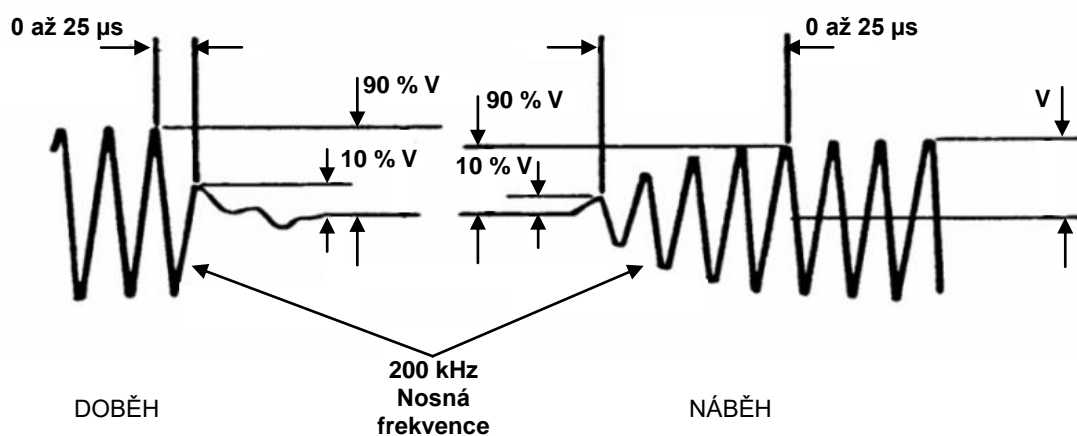 0 až 25 µs
0 až 25 µs
90 % V
90 % V
V
10 % V
10 % V
200 kHz
Nosná
frekvence
DOBĚH
NÁBĚH